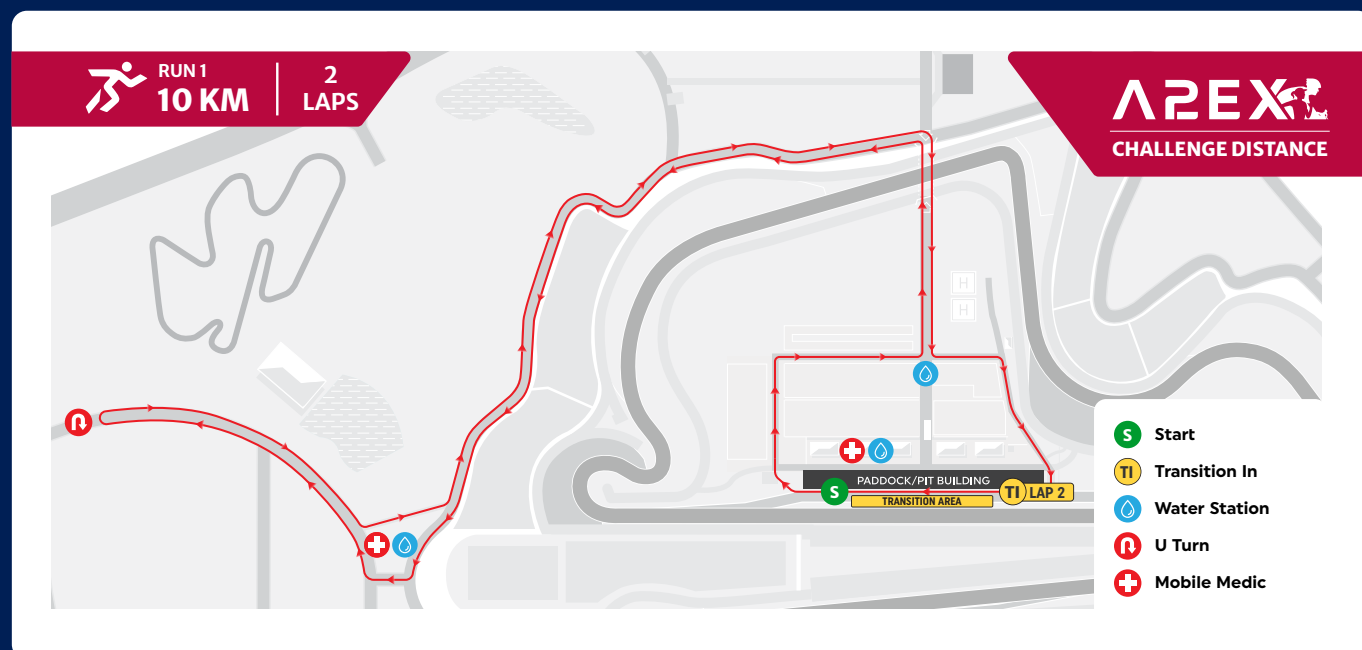 RUN 1
10 KM
2
LAPS
APEX
CHALLENGE DISTANCE
H
H
PADDOCK/PIT BUILDING
S
TRANSITION AREA
TI LAP 2
S Start
TI Transition In
Water Station
U Turn
Mobile Medic